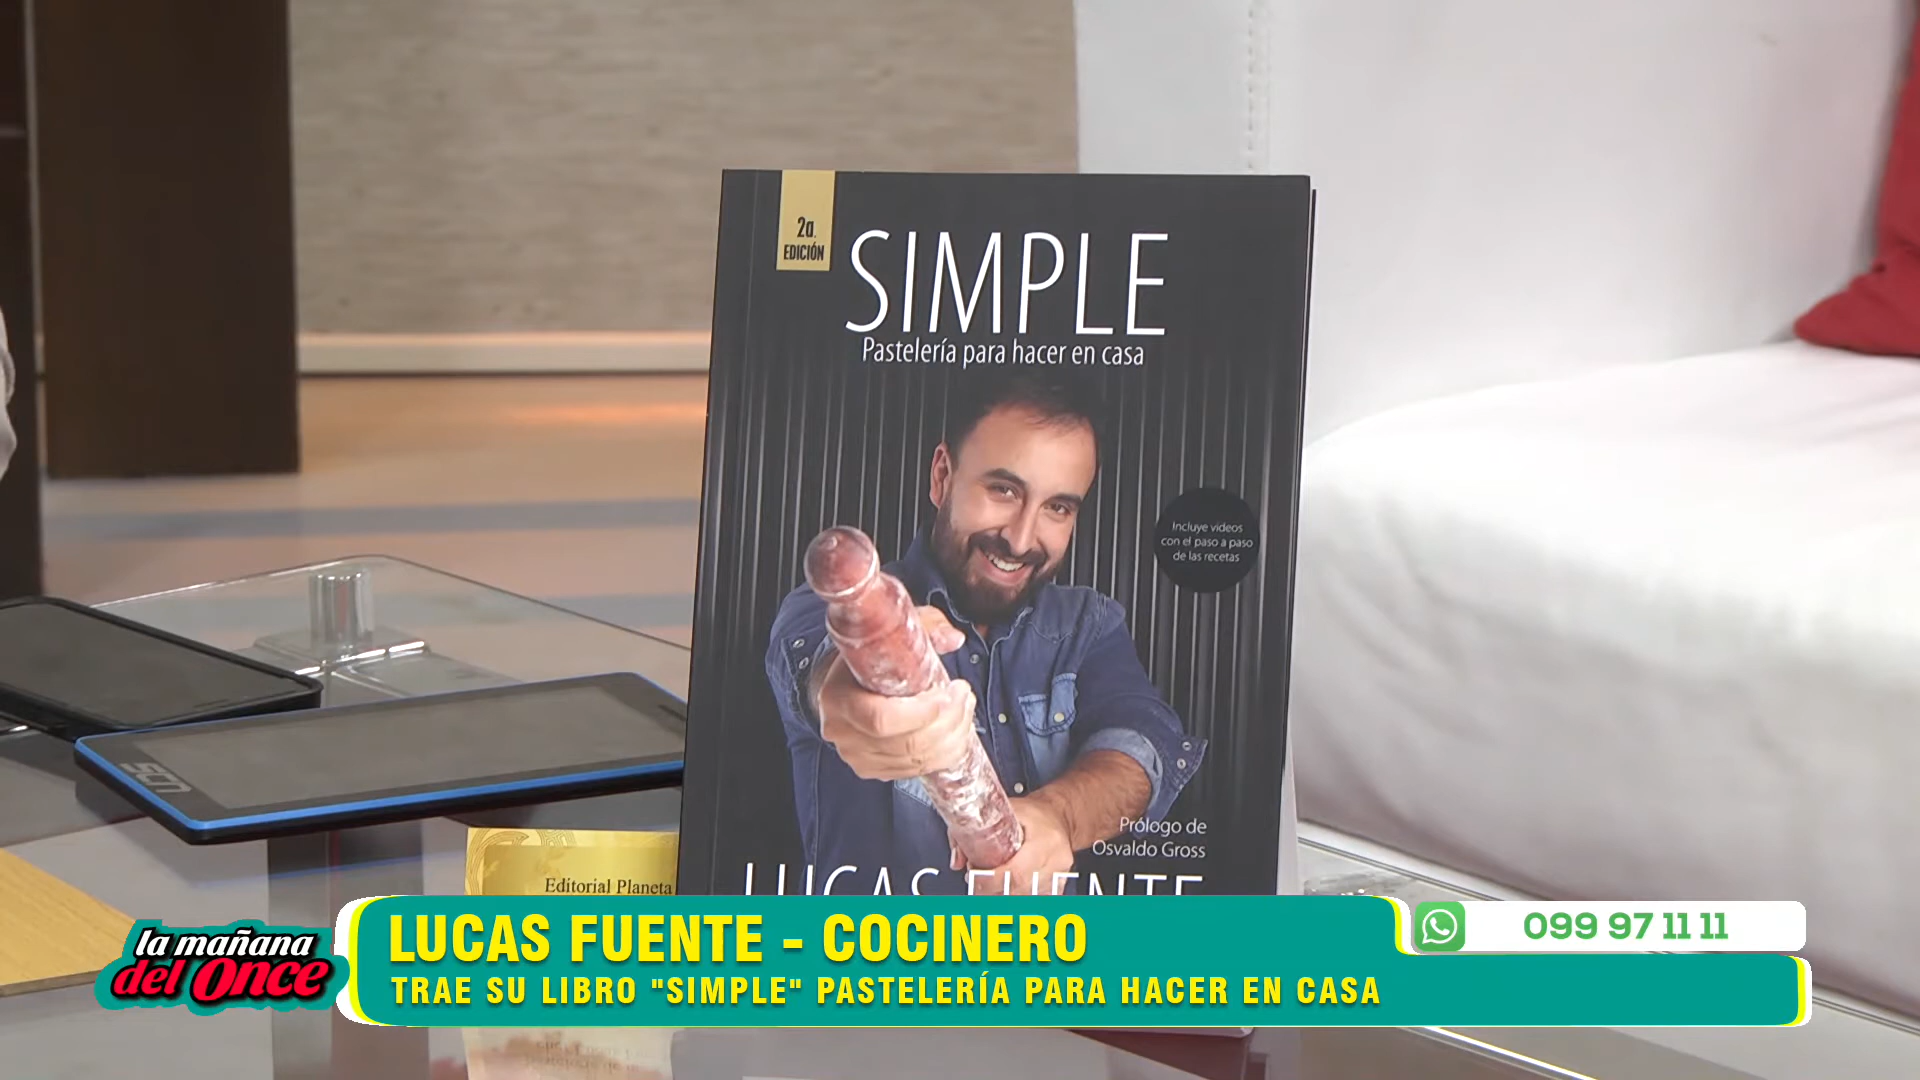 2a.
EDICIÓN
SIMPLE
Pastelería para hacer en casa
Incluye videos
con el paso a paso
de las recetas
Prólogo de
Osvaldo Gross
LUCAS FUENTE
Editorial Planeta
la mañana
del Once
LUCAS FUENTE - COCINERO
TRAE SU LIBRO "SIMPLE" PASTELERÍA PARA HACER EN CASA
099 97 11 11